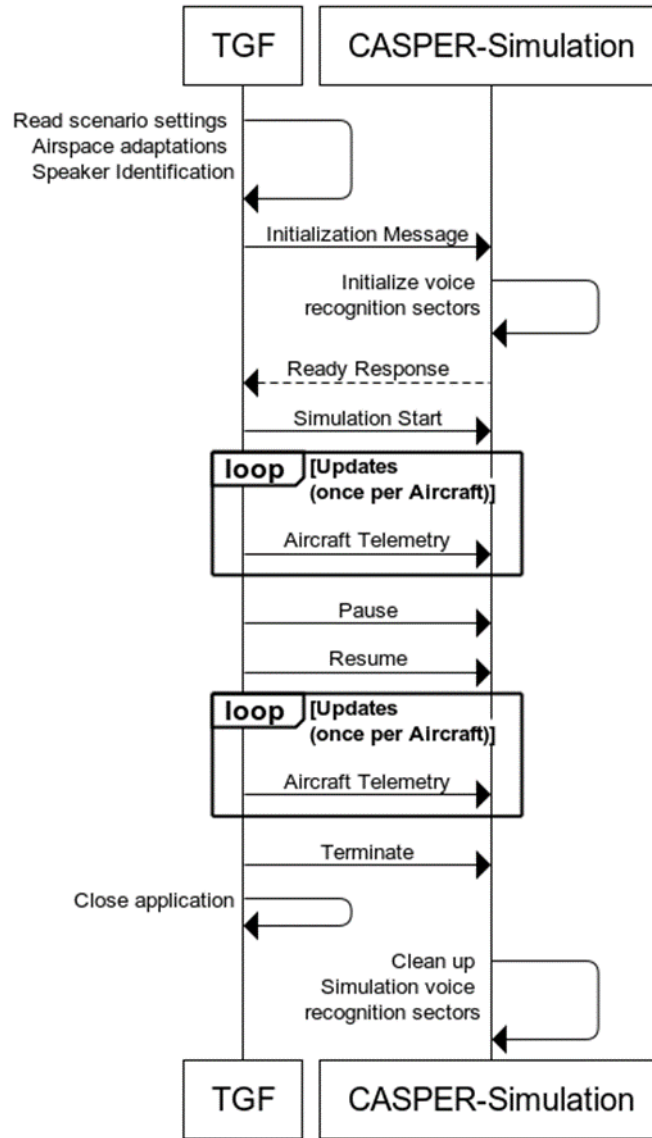 TGF
CASPER-Simulation
Read scenario settings
Airspace adaptations
Speaker Identification
Initialization Message
Initialize voice
recognition sectors
Ready Response
Simulation Start
loop
[Updates
(once per Aircraft)]
Aircraft Telemetry
Pause
Resume
loop
[Updates
(once per Aircraft)]
Aircraft Telemetry
Terminate
Close application
Clean up
Simulation voice
recognition sectors
TGF
CASPER-Simulation